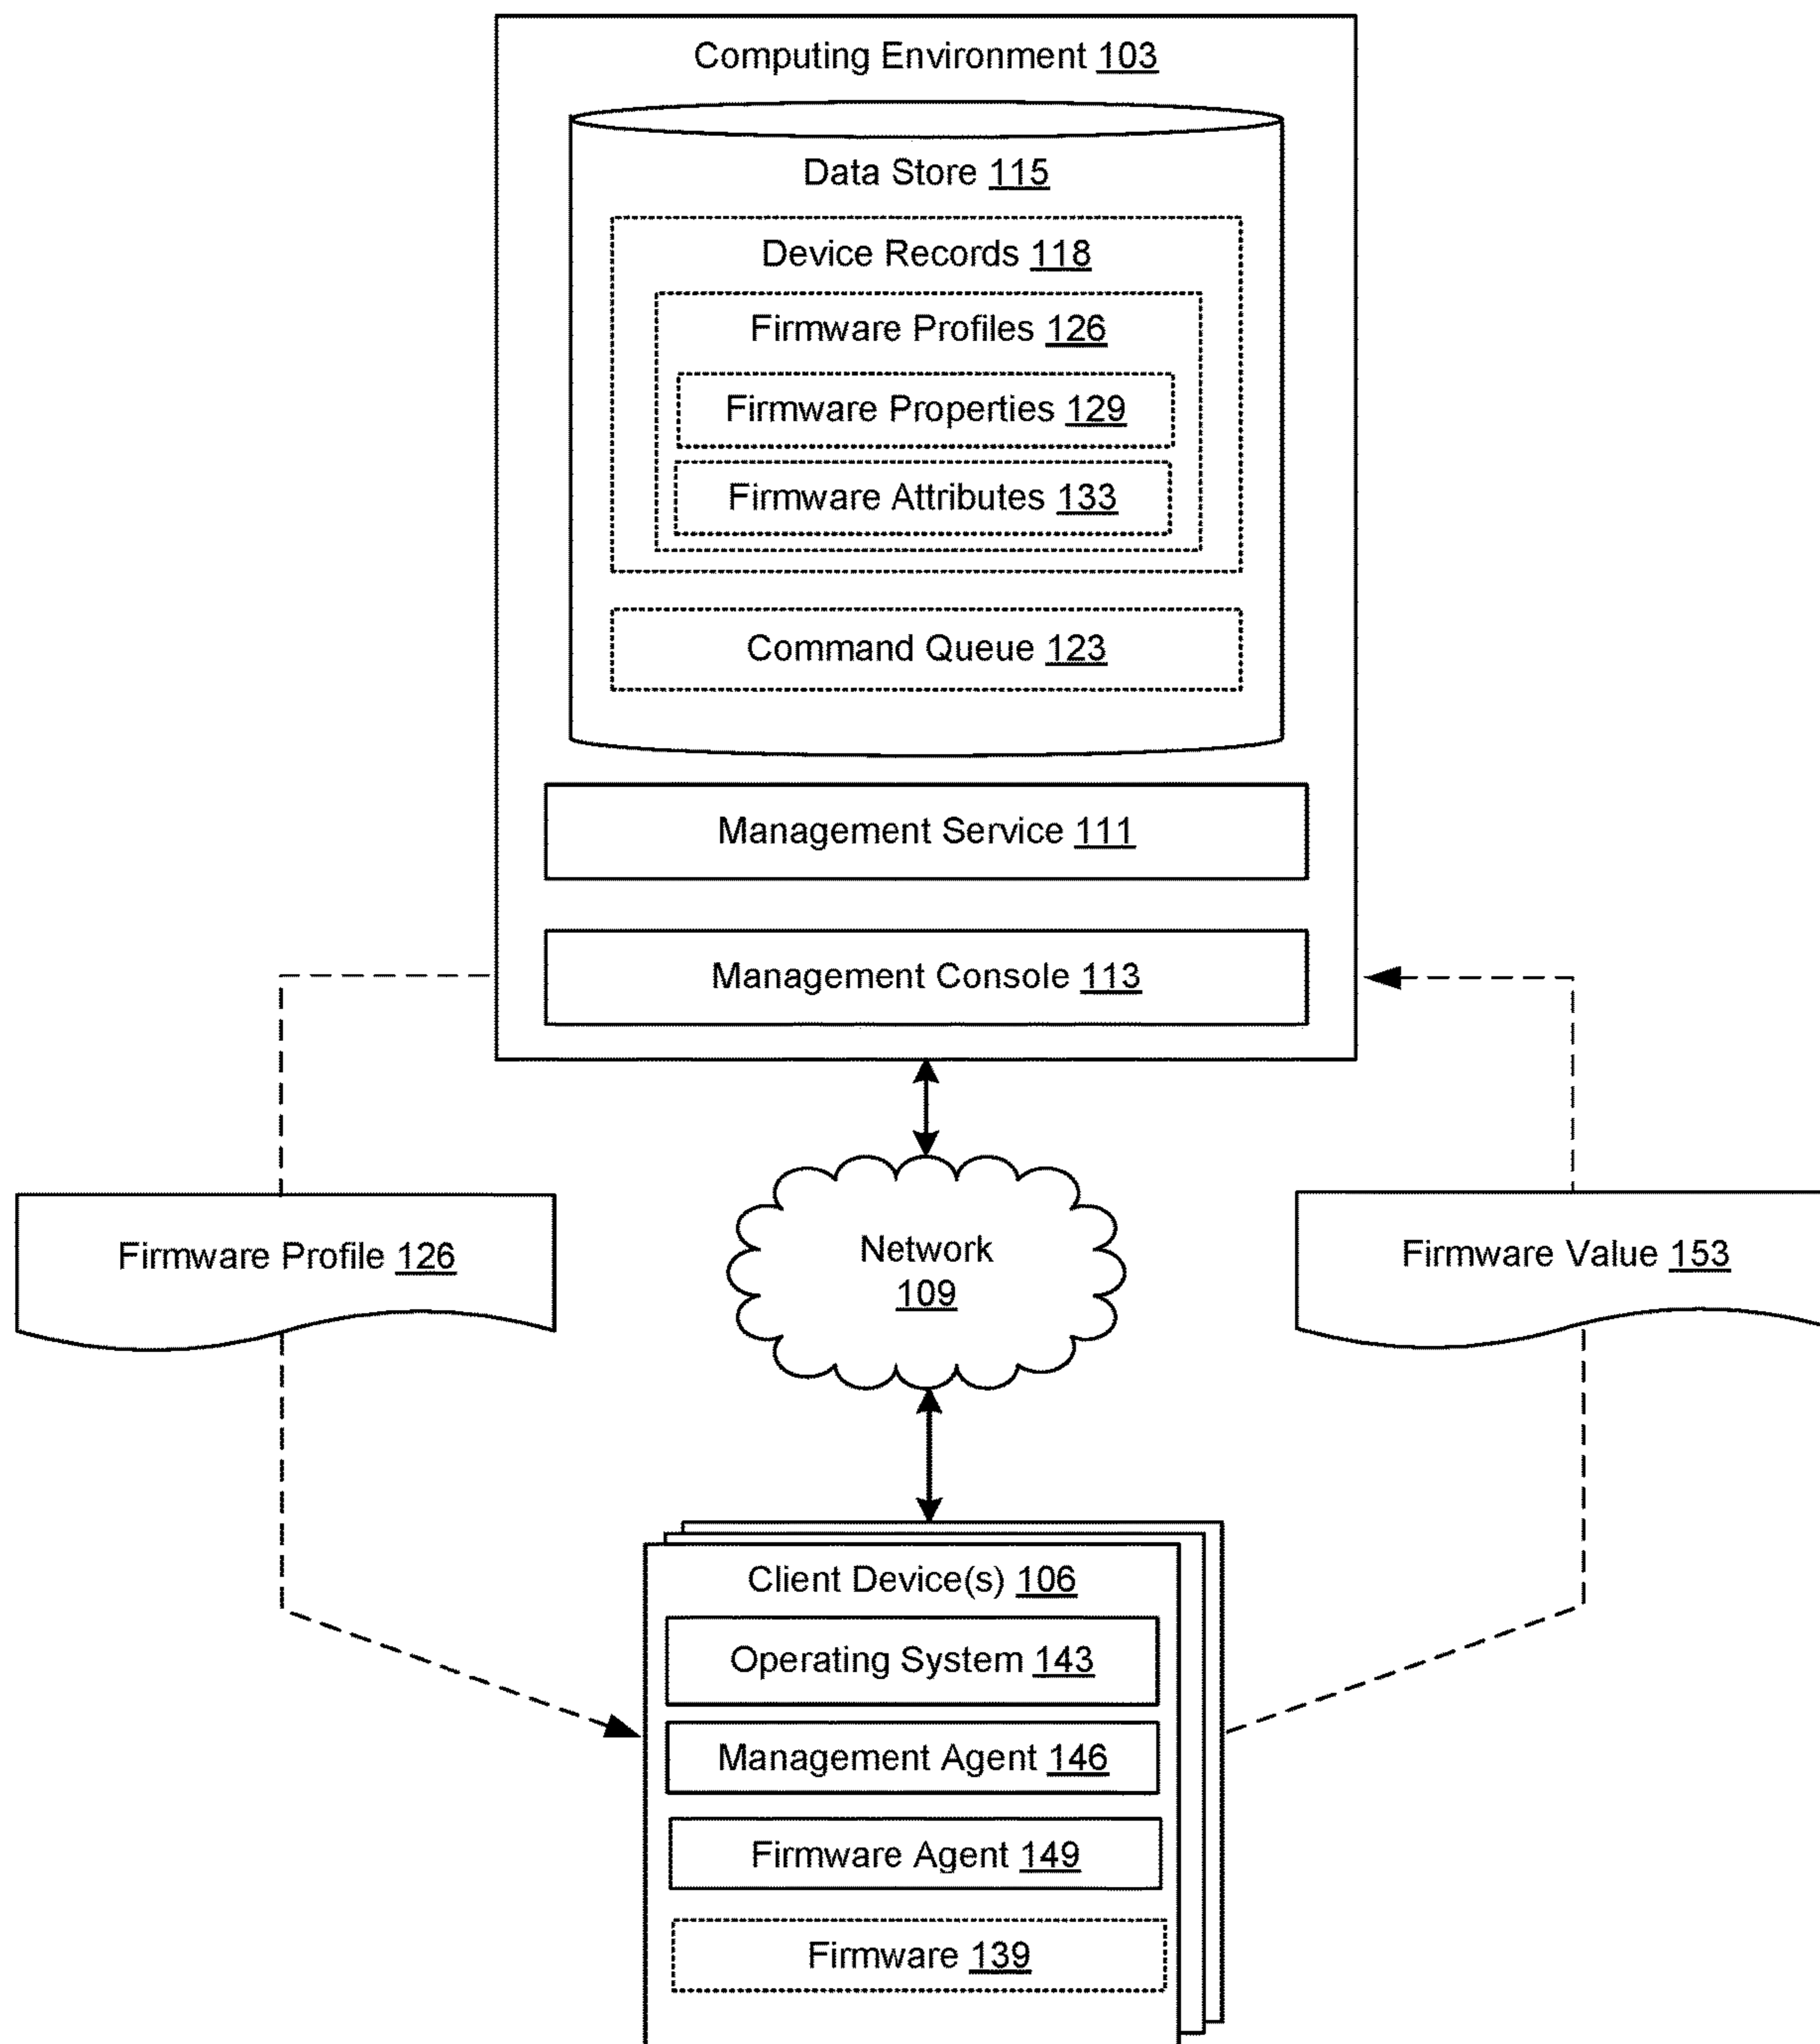 Computing Environment 103
Data Store 115
Device Records 118
Firmware Profiles 126
Firmware Properties 129
Firmware Attributes 133
Command Queue 123
Management Service 111
Management Console 113
Firmware Profile 126
Network
109
Firmware Value 153
Client Device(s) 106
Operating System 143
Management Agent 146
Firmware Agent 149
Firmware 139